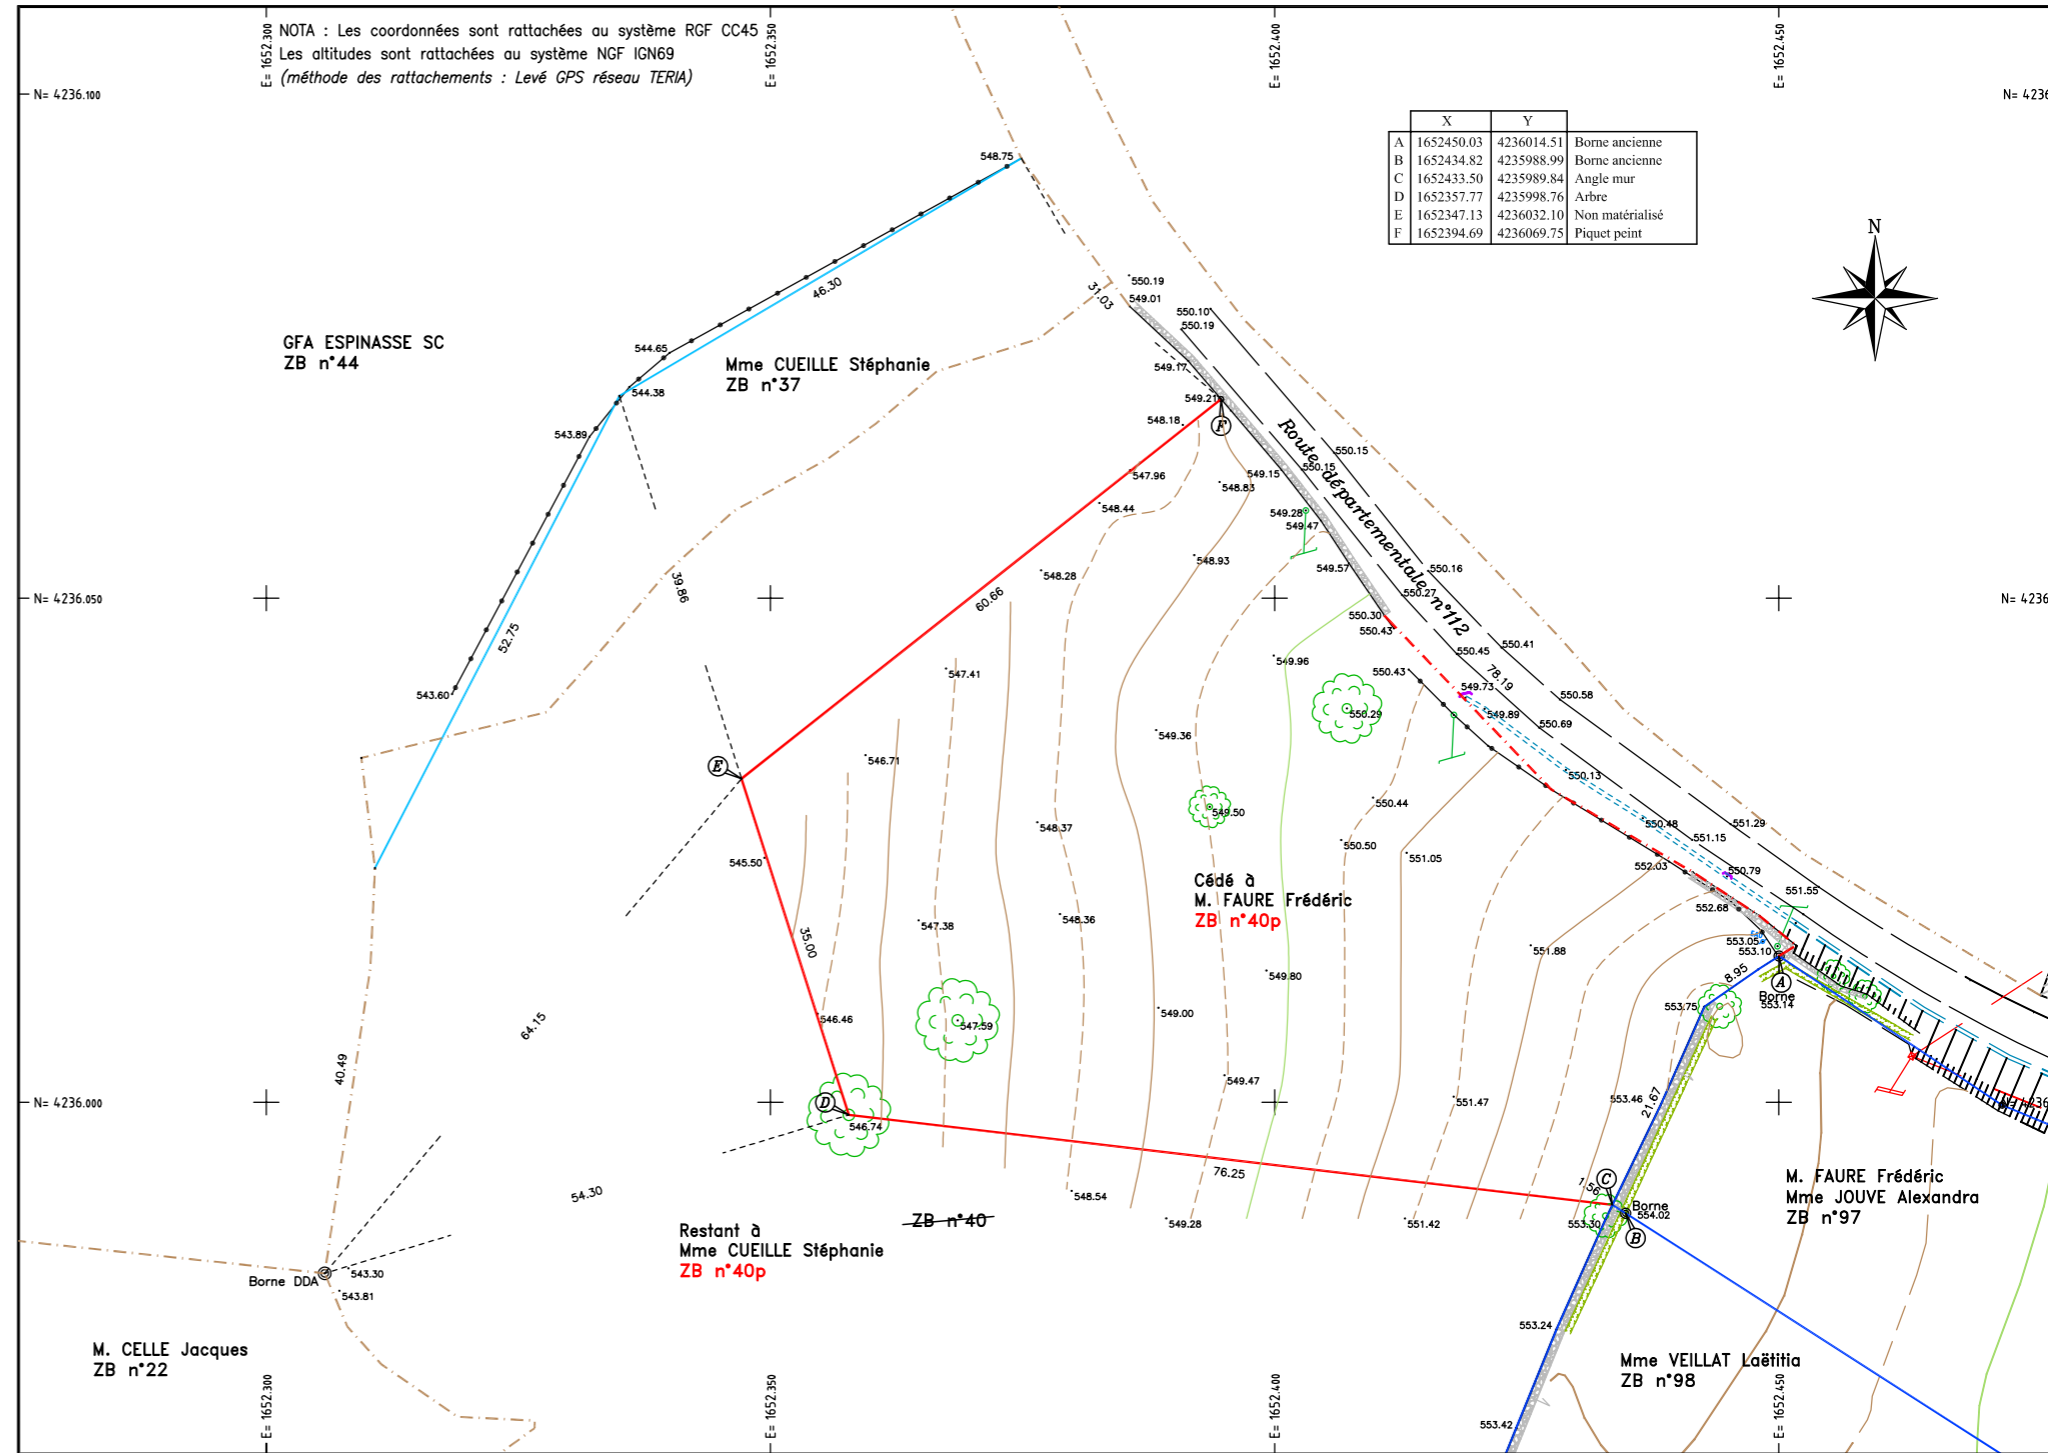 NOTA : Les coordonnées sont rattachées au système RGF CC45
Les altitudes sont rattachées au système NGF IGN69
(méthode des rattachements : Levé GPS réseau TERIA)
E= 1652.300
E= 1652.350
E= 1652.400
E= 1652.450
N= 4236.100
N= 4236
X Y
A 1652450.03 4236014.51 Borne ancienne
B 1652434.82 4235988.99 Borne ancienne
C 1652433.50 4235989.84 Angle mur
D 1652357.77 4235998.76 Arbre
E 1652347.13 4236032.10 Non matérialisé
F 1652394.69 4236069.75 Piquet peint
N
548.75
46.30
31.03
550.19
549.01
550.10
550.19
GFA ESPINASSE SC
ZB n°44
544.65
544.38
543.89
Mme CUEILLE Stéphanie
ZB n°37
549.17
549.21
F
548.18
547.96
548.44
548.83
549.15
550.15
550.15
Route départementale n°112
549.28
549.47
548.93
549.57
548.28
550.16
550.27
39.86
60.66
N= 4236.050
N= 4236
52.75
550.30
550.43
550.41
550.45
78.19
549.96
547.41
543.60
550.43
549.73
549.89
550.58
550.69
550.29
549.36
E
546.71
550.13
550.44
549.50
548.37
550.48
551.29
551.15
550.50
551.05
545.50
552.03
550.79
551.55
Cédé à
M. FAURE Frédéric
ZB n°40p
552.68
548.36
547.38
35.00
553.05
553.10
551.88
8.95
549.80
A
Borne
553.14
553.75
549.00
546.46
547.59
64.15
40.49
549.47
551.47
553.46
21.67
N= 4236.000
N= 4236
D
546.74
76.25
C
1.56
Borne
554.02
553.30
B
M. FAURE Frédéric
Mme JOUVE Alexandra
ZB n°97
54.30
548.54
549.28
551.42
ZB n°40
Restant à
Mme CUEILLE Stéphanie
ZB n°40p
Borne DDA
543.30
543.81
553.24
M. CELLE Jacques
ZB n°22
Mme VEILLAT Laëtitia
ZB n°98
553.42
E= 1652.300
E= 1652.350
E= 1652.400
E= 1652.450